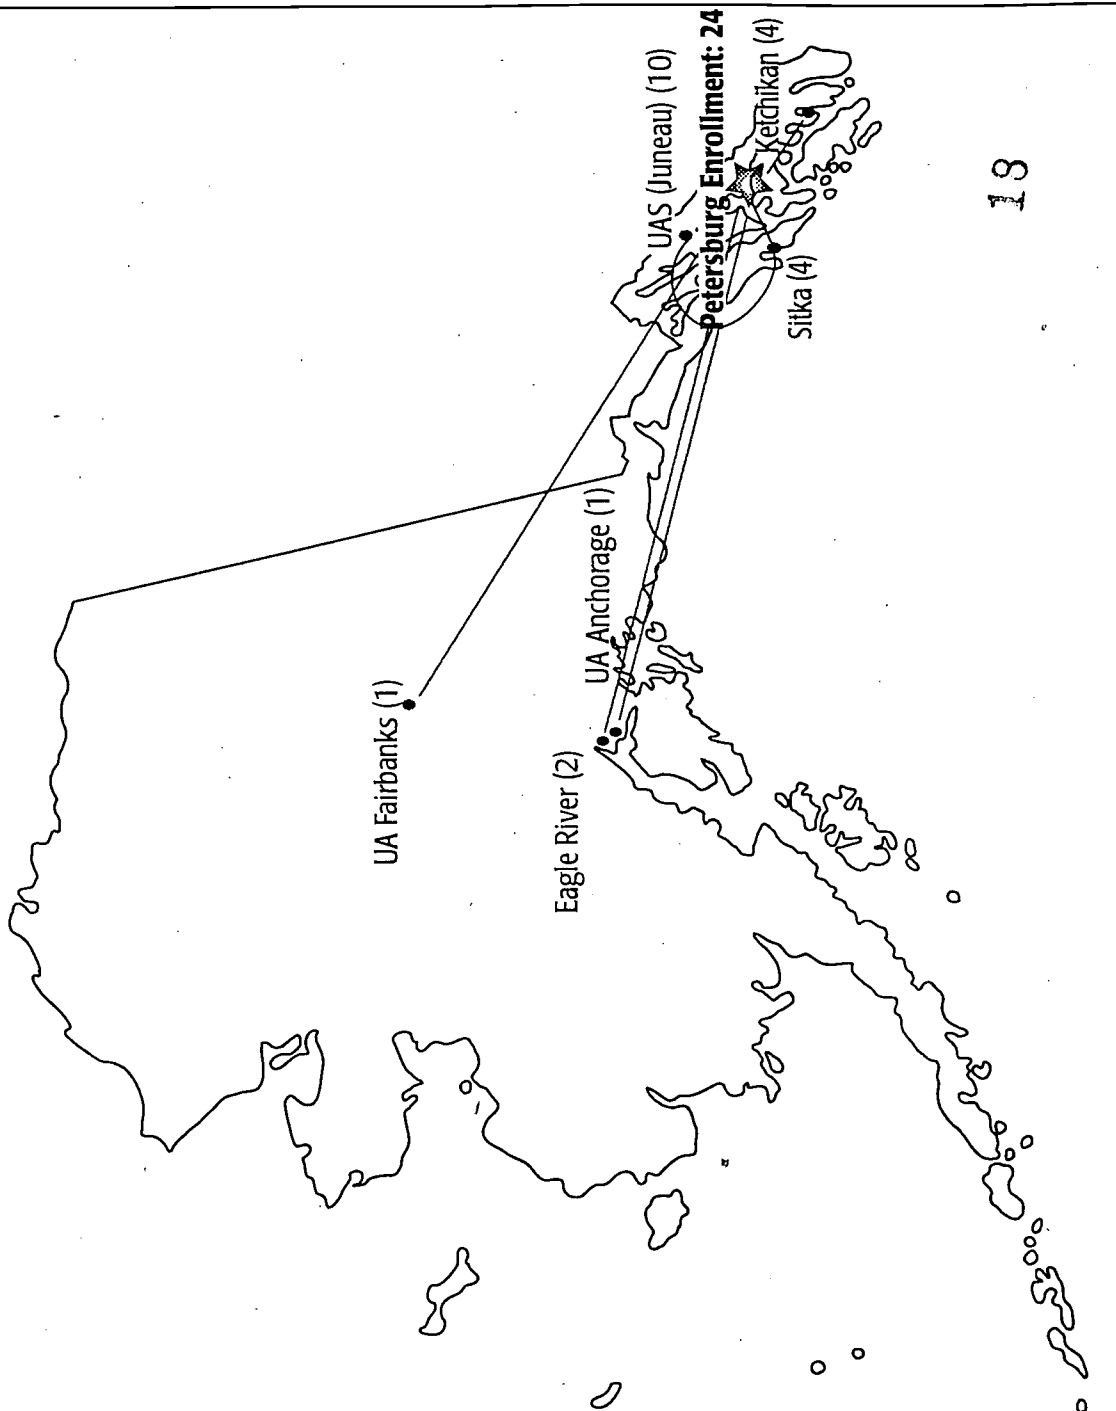 UAS (Juneau) (10)
Petersburg Enrollment: 24
Ketchikan (4)
Sitka (4)
UA Anchorage (1)
UA Fairbanks (1)
Eagle River (2)
18